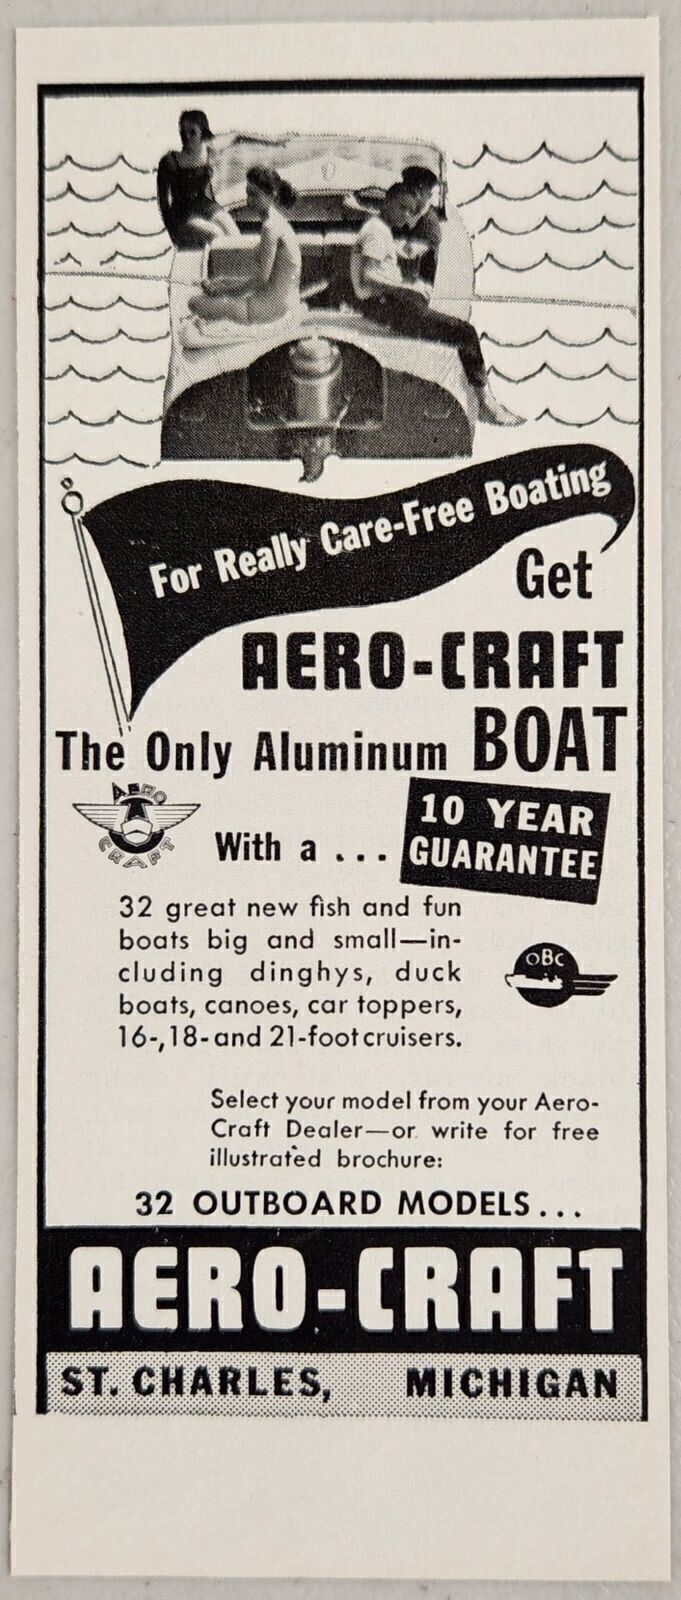 For Really Care-Free Boating
Get
AERO-CRAFT
The Only Aluminum BOAT
AERO
CRAFT
With a ... 10 YEAR
GUARANTEE
32 great new fish and fun
boats big and small—in-
cluding dinghys, duck
boats, canoes, car toppers,
16-,18-and 21-foot cruisers.
OBC
Select your model from your Aero-
Craft Dealer—or write for free
illustrated brochure:
32 OUTBOARD MODELS...
AERO-CRAFT
ST. CHARLES, MICHIGAN